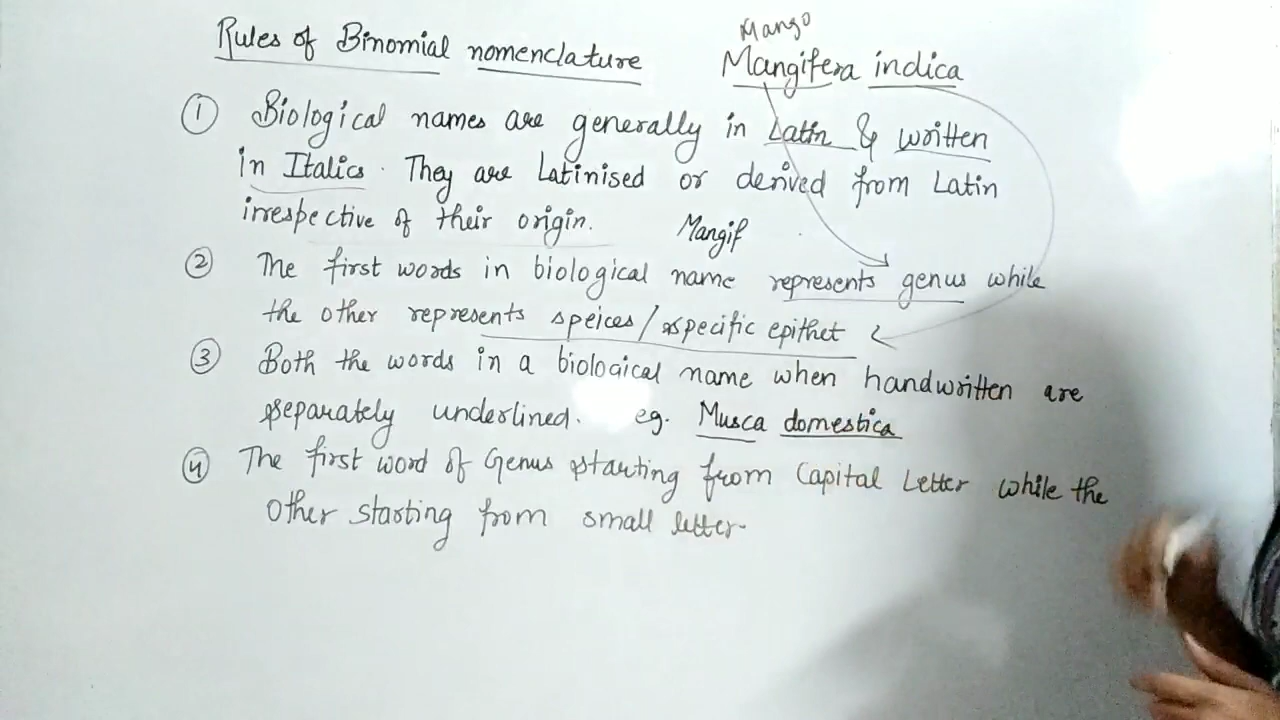 Rules of Binomial nomenclature
Mango
Mangifera indica
① Biological names are generally in Latin & written
in Italics. They are Latinised or derived from Latin
irrespective of their origin.
Mangif
② The first words in biological name represents genus while
the other represents speices/specific epithet
③ Both the words in a biological name when handwritten are
separately underlined. eg. Musca domestica
④ The first word of Genus starting from Capital Letter while the
other starting from small letter.